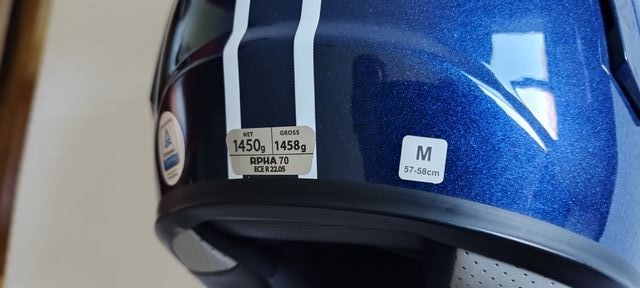 NET GROSS
1450g 1458g
RPHA 70
ECE R 22.05
M
57-58cm